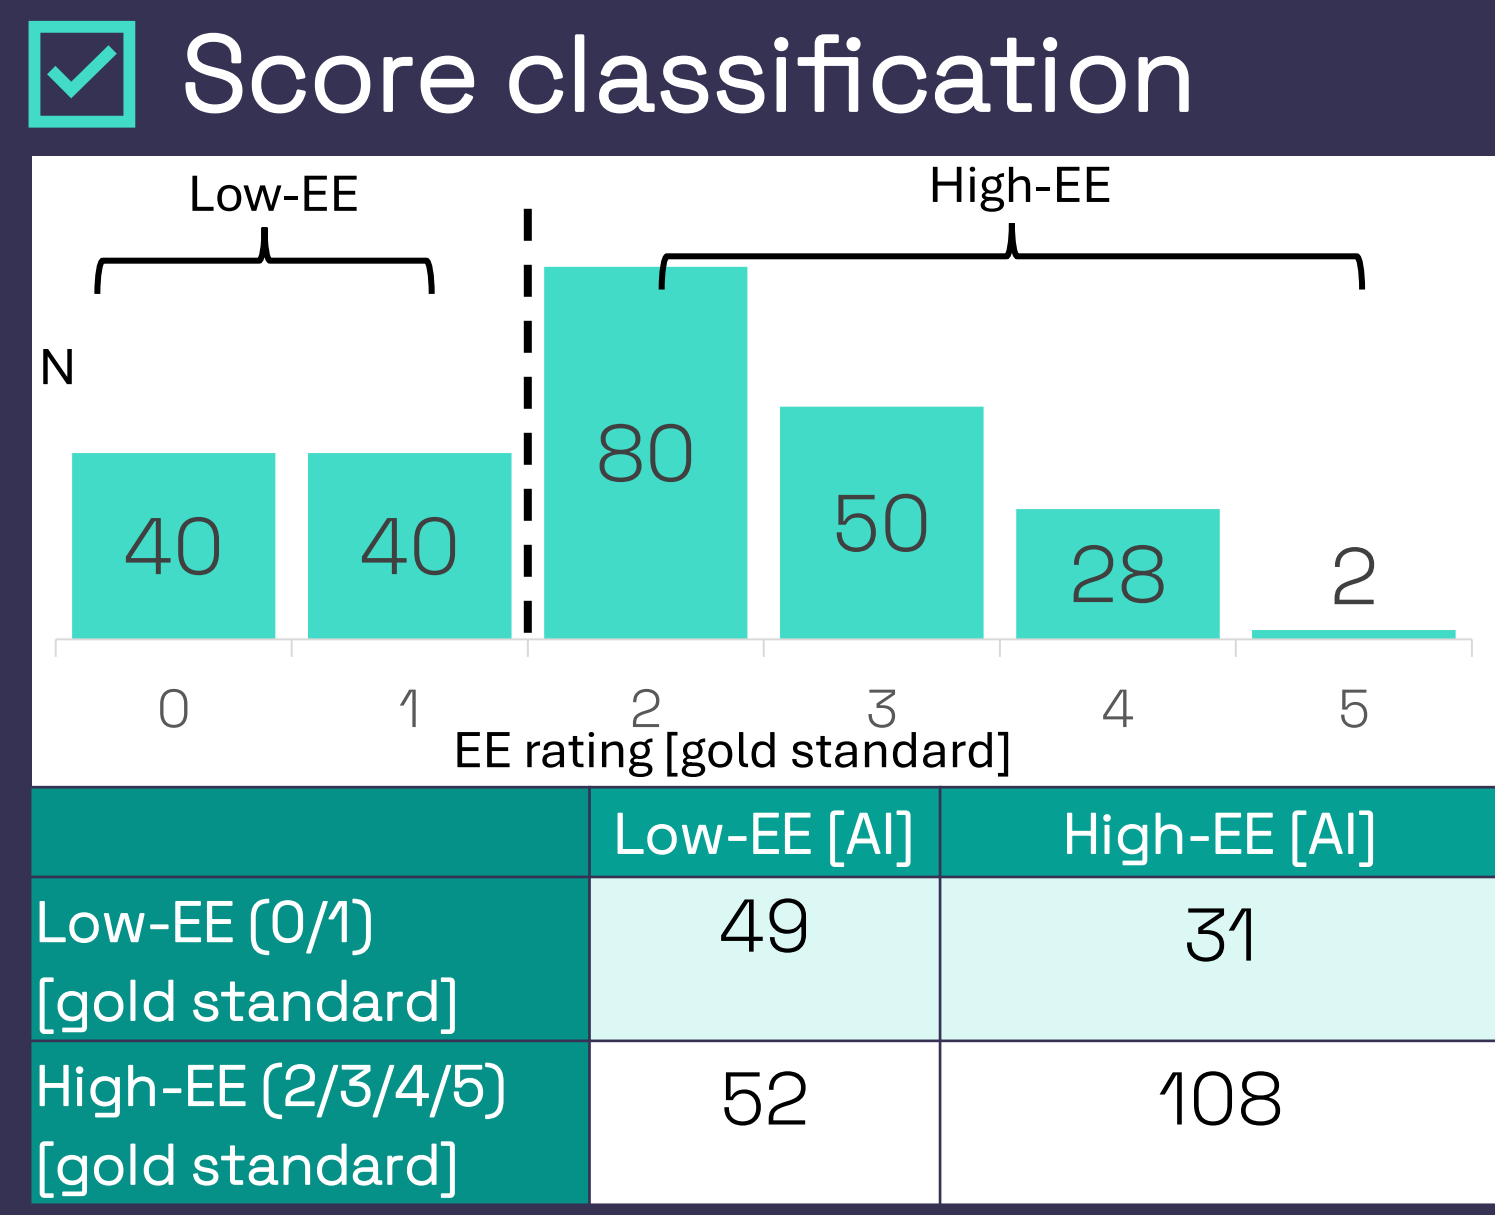 Score classification
Low-EE
High-EE
N
40
40
80
50
28
2
0
1
2
3
4
5
EE rating [gold standard]
Low-EE [AI]
High-EE [AI]
Low-EE (0/1)
[gold standard]
49
31
High-EE (2/3/4/5)
[gold standard]
52
108